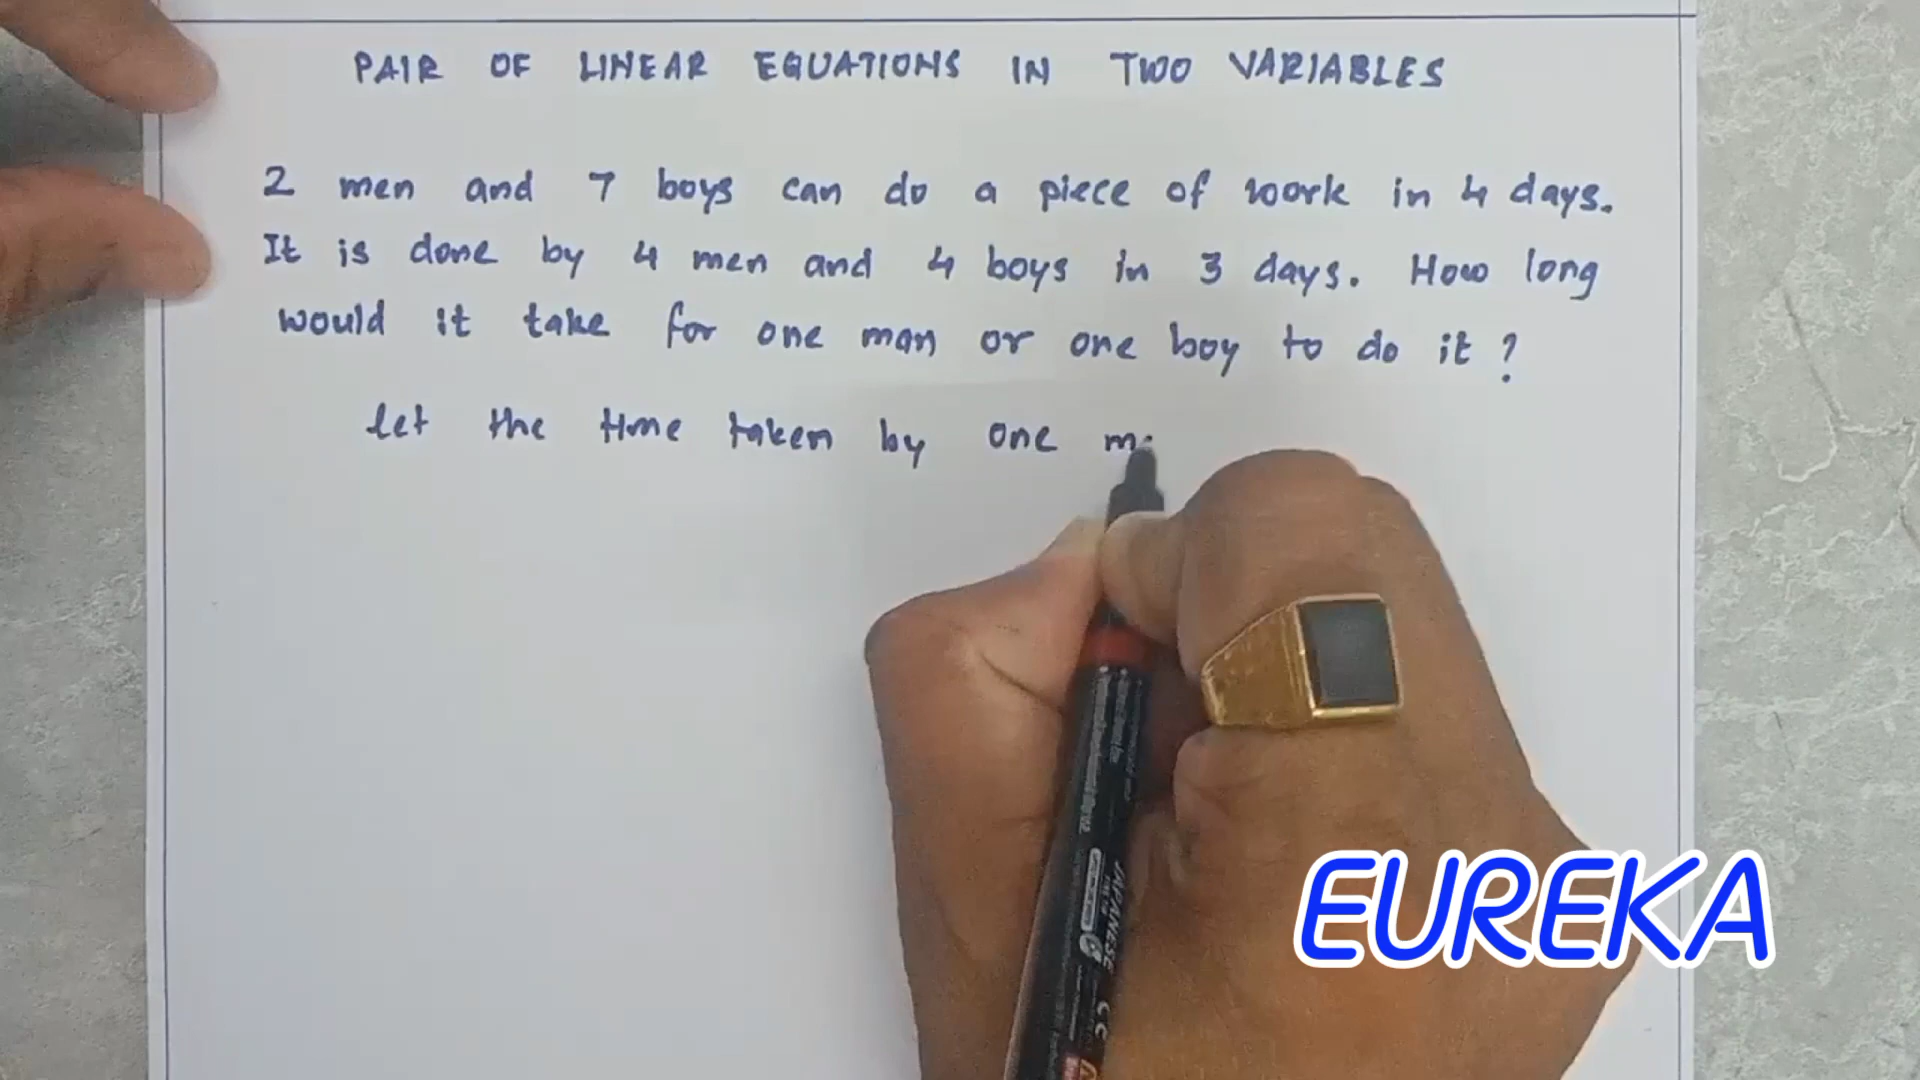 PAIR OF LINEAR EQUATIONS IN TWO VARIABLES
2 men and 7 boys can do a piece of work in 4 days.
It is done by 4 men and 4 boys in 3 days. How long
would it take for one man or one boy to do it?
let the time taken by one
JAPANESE
EUREKA